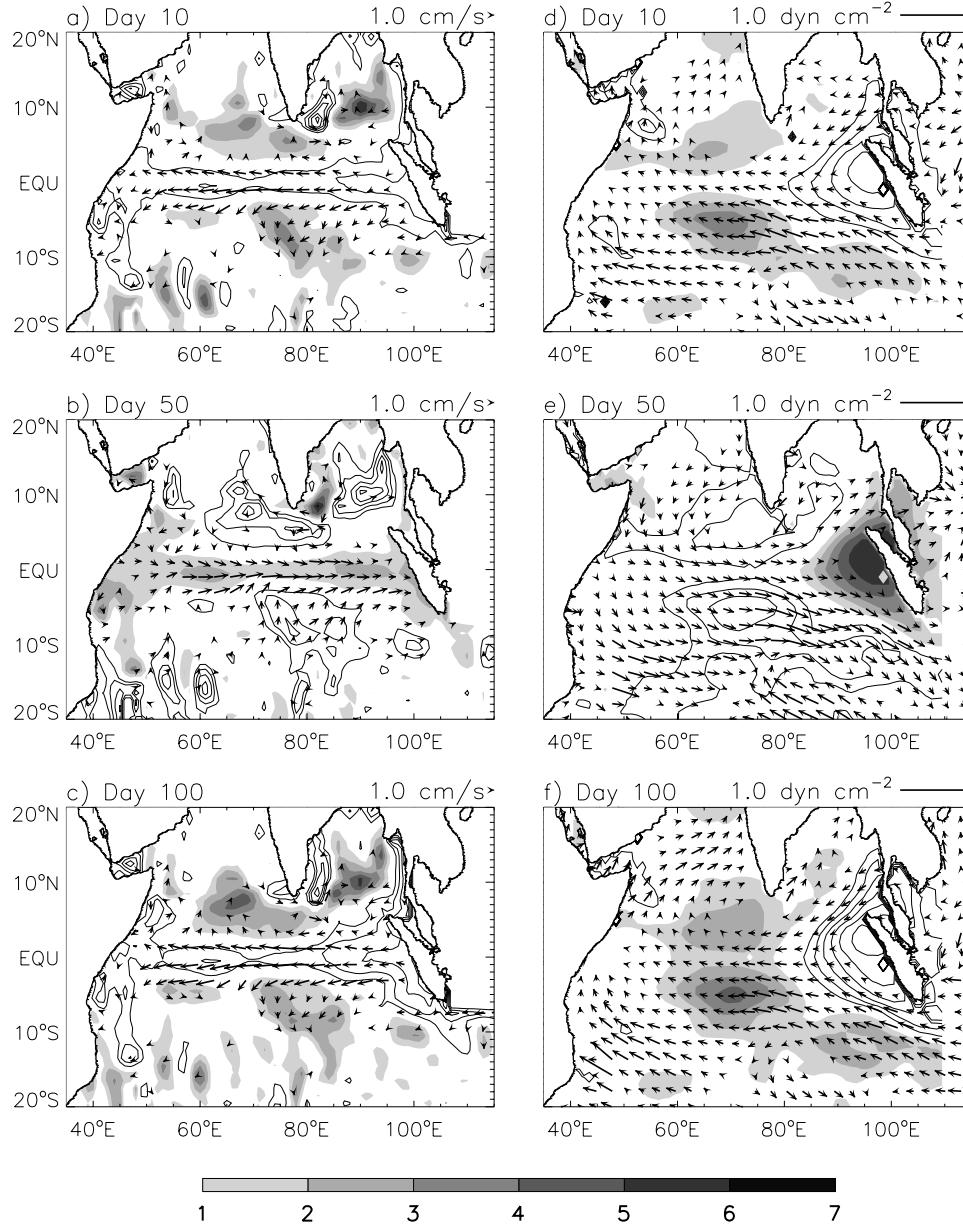 a) Day 10 1.0 cm/s
20°N
10°N
EQU
10°S
20°S
40°E 60°E 80°E 100°E
d) Day 10 1.0 dyn cm⁻²
40°E 60°E 80°E 100°E
b) Day 50 1.0 cm/s
20°N
10°N
EQU
10°S
20°S
40°E 60°E 80°E 100°E
e) Day 50 1.0 dyn cm⁻²
40°E 60°E 80°E 100°E
c) Day 100 1.0 cm/s
20°N
10°N
EQU
10°S
20°S
40°E 60°E 80°E 100°E
f) Day 100 1.0 dyn cm⁻²
40°E 60°E 80°E 100°E
1 2 3 4 5 6 7